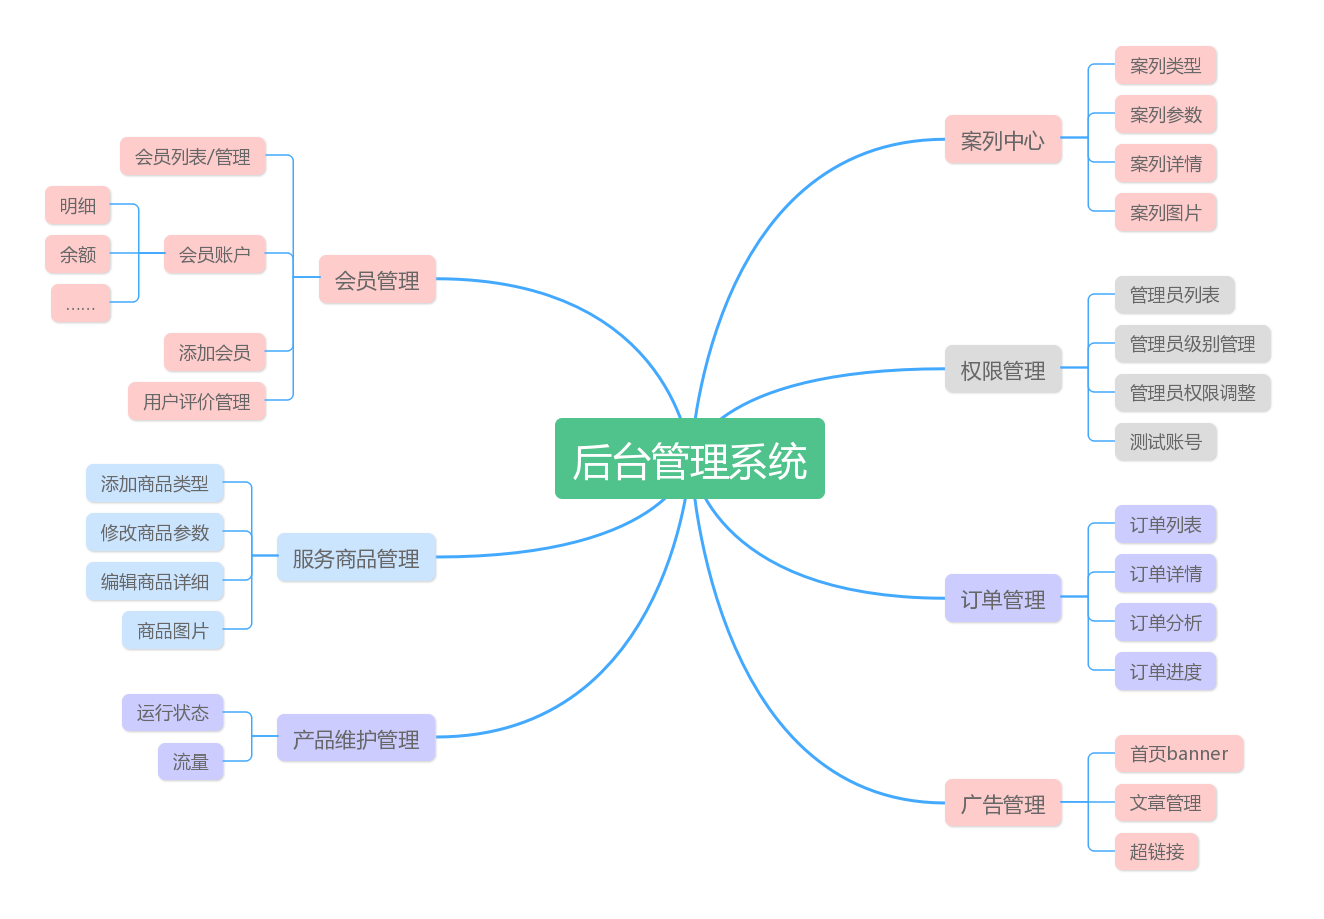 后台管理系统
案列中心
案列类型
案列参数
案列详情
案列图片
权限管理
管理员列表
管理员级别管理
管理员权限调整
测试账号
订单管理
订单列表
订单详情
订单分析
订单进度
广告管理
首页banner
文章管理
超链接
会员管理
会员列表/管理
会员账户
明细
余额
……
添加会员
用户评价管理
服务商品管理
添加商品类型
修改商品参数
编辑商品详细
商品图片
产品维护管理
运行状态
流量